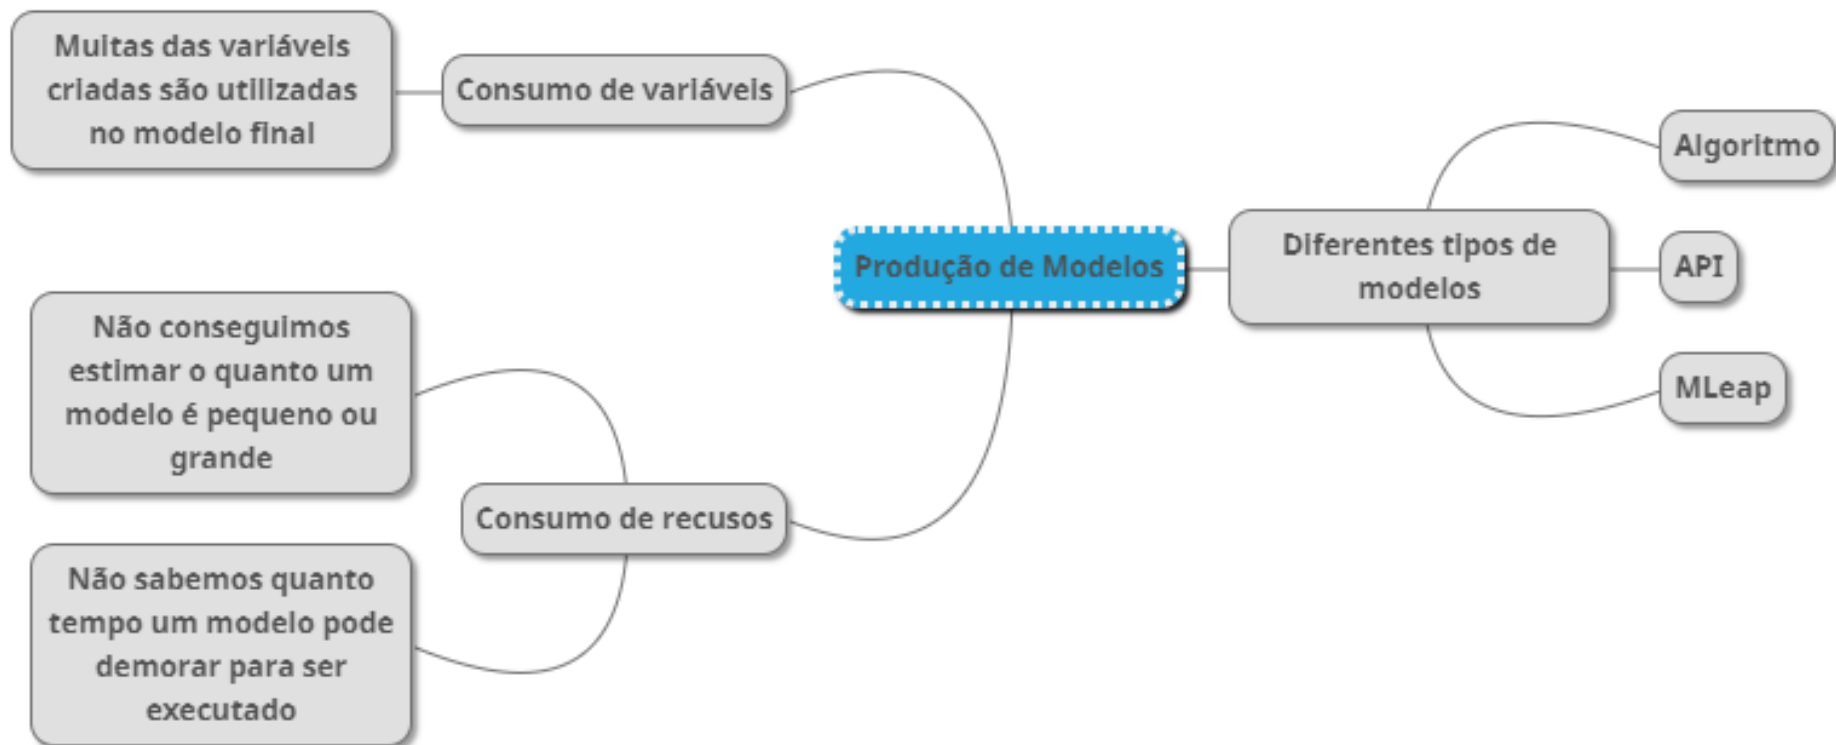 Muitas das variáveis
criadas são utilizadas
no modelo final
Consumo de variáveis
Produção de Modelos
Diferentes tipos de
modelos
Algoritmo
API
MLeap
Não conseguimos
estimar o quanto um
modelo é pequeno ou
grande
Consumo de recusos
Não sabemos quanto
tempo um modelo pode
demorar para ser
executado